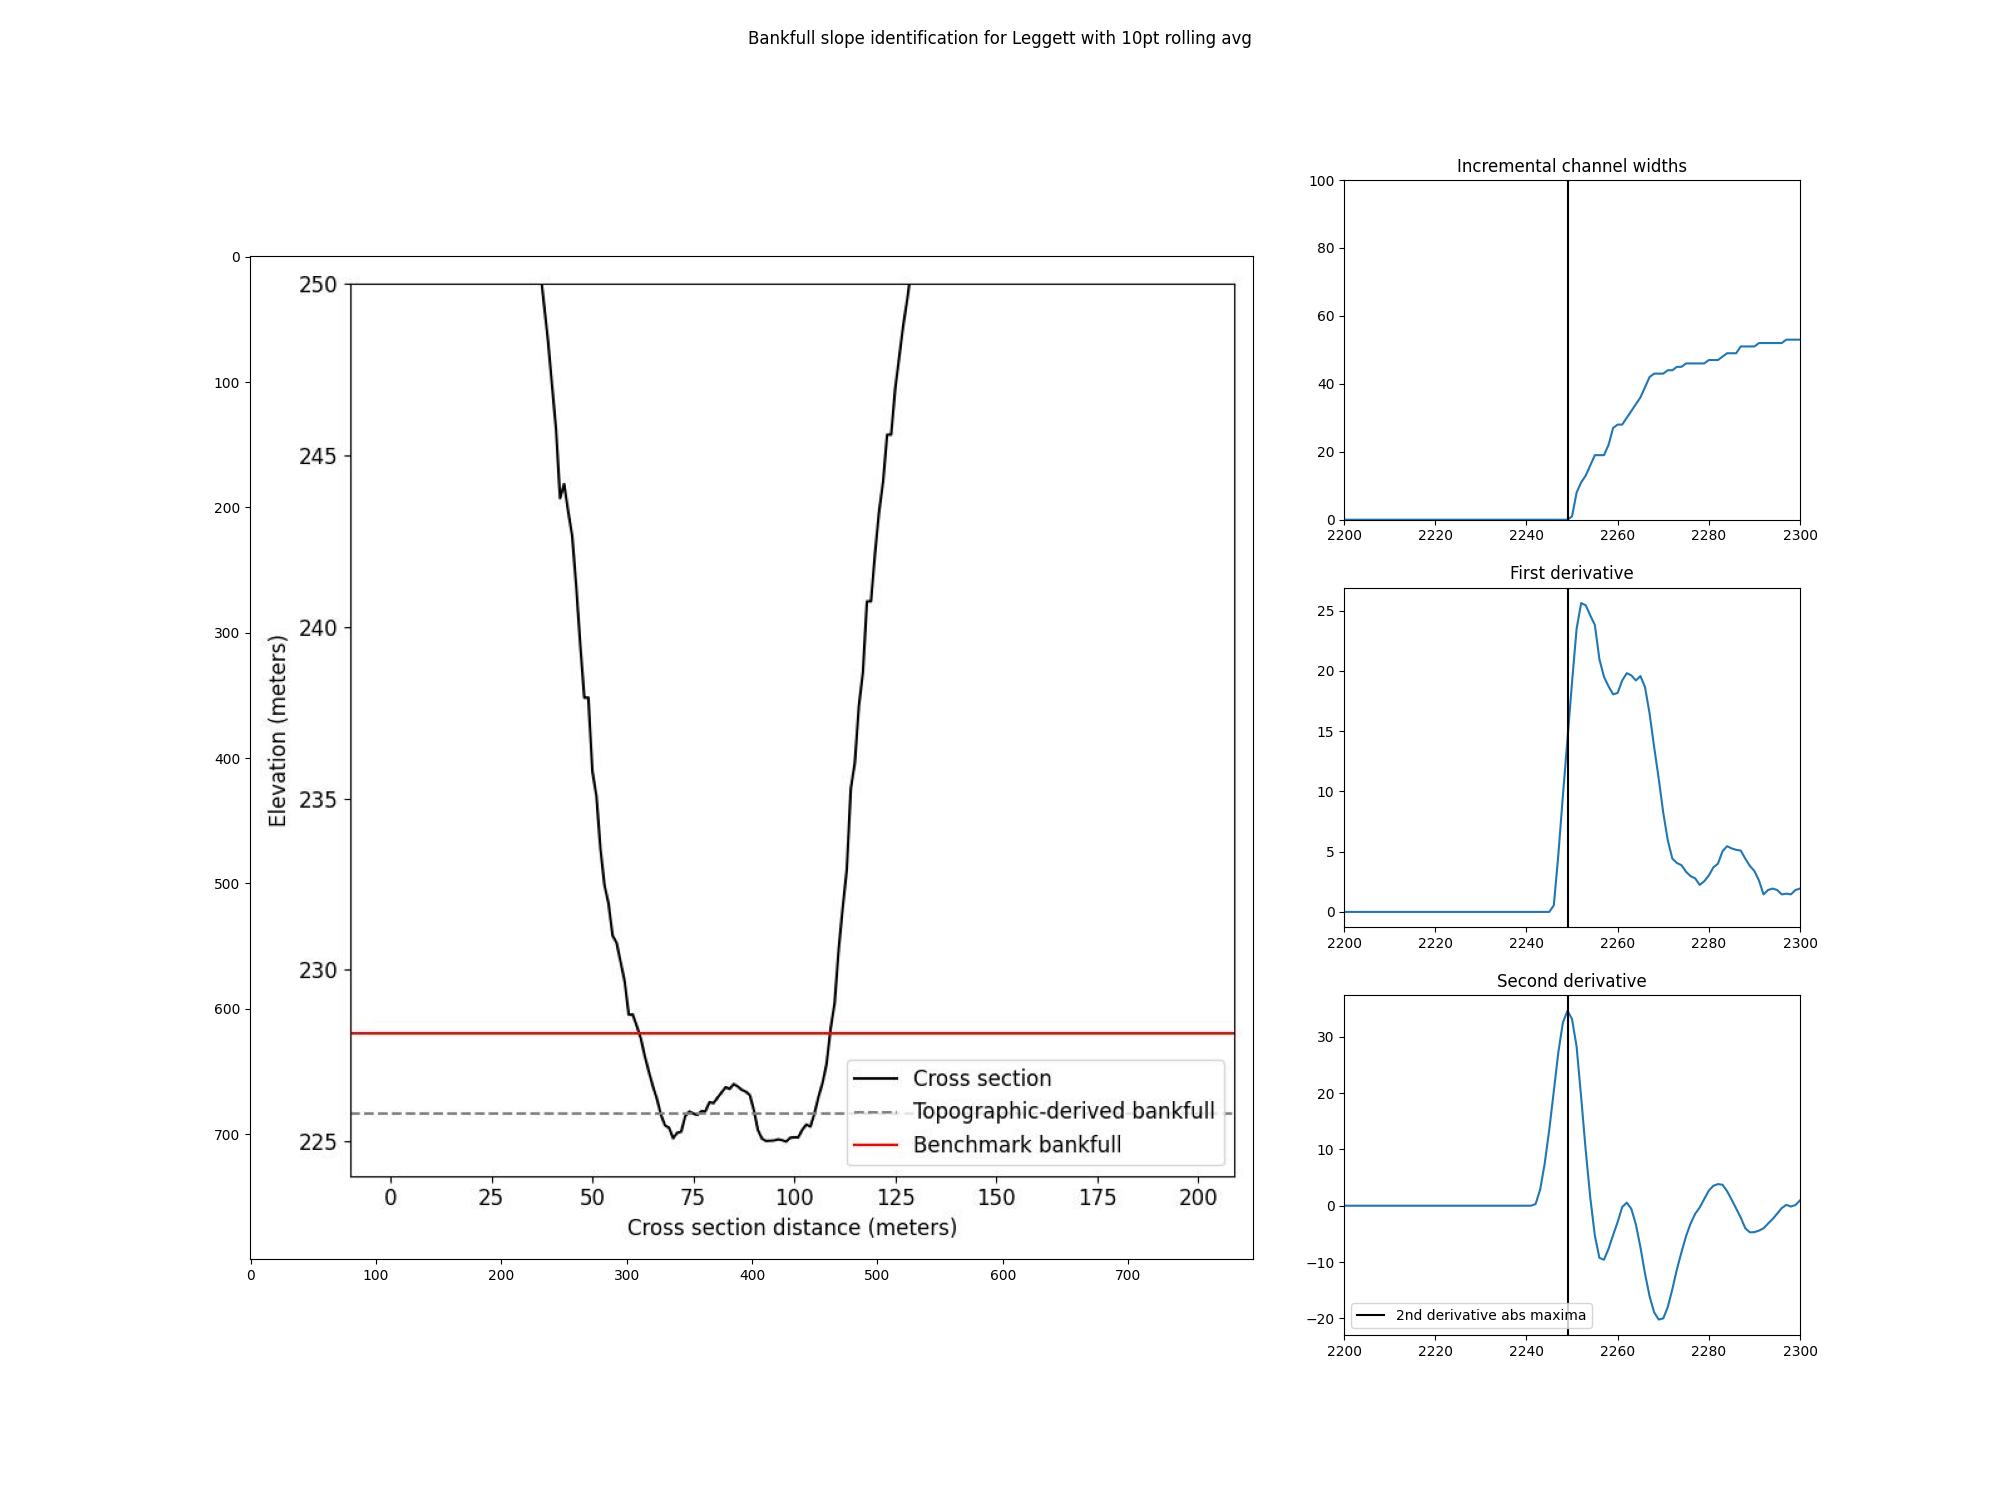 Bankfull slope identification for Leggett with 10pt rolling avg
0
100
200
300
400
500
600
700
250
245
240
235
230
225
Elevation (meters)
Cross section
Topographic-derived bankfull
Benchmark bankfull
0 25 50 75 100 125 150 175 200
Cross section distance (meters)
0 100 200 300 400 500 600 700
Incremental channel widths
100
80
60
40
20
0
2200 2220 2240 2260 2280 2300
First derivative
25
20
15
10
5
0
2200 2220 2240 2260 2280 2300
Second derivative
30
20
10
0
−10
−20
2nd derivative abs maxima
2200 2220 2240 2260 2280 2300